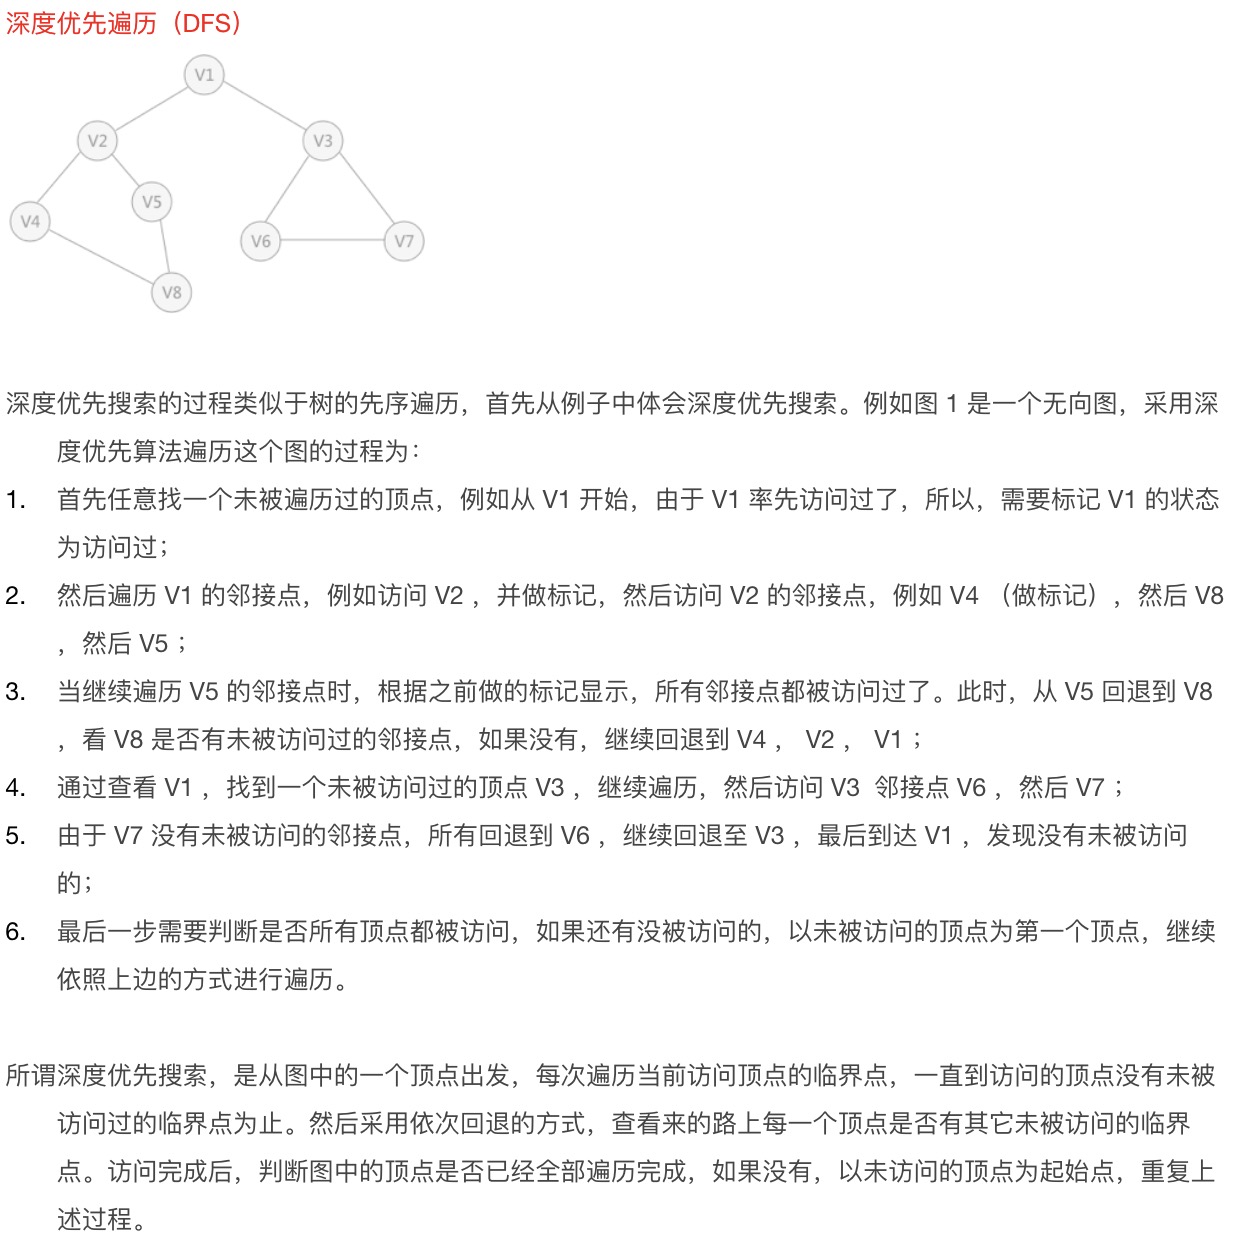 深度优先遍历（DFS）
V1
V2
V3
V5
V4
V6
V7
V8
深度优先搜索的过程类似于树的先序遍历，首先从例子中体会深度优先搜索。例如图 1 是一个无向图，采用深
度优先算法遍历这个图的过程为：
1. 首先任意找一个未被遍历过的顶点，例如从 V1 开始，由于 V1 率先访问过了，所以，需要标记 V1 的状态
为访问过；
2. 然后遍历 V1 的邻接点，例如访问 V2 ，并做标记，然后访问 V2 的邻接点，例如 V4 （做标记），然后 V8
，然后 V5 ；
3. 当继续遍历 V5 的邻接点时，根据之前做的标记显示，所有邻接点都被访问过了。此时，从 V5 回退到 V8
，看 V8 是否有未被访问过的邻接点，如果没有，继续回退到 V4 ， V2 ， V1 ；
4. 通过查看 V1 ，找到一个未被访问过的顶点 V3 ，继续遍历，然后访问 V3 邻接点 V6 ，然后 V7 ；
5. 由于 V7 没有未被访问的邻接点，所有回退到 V6 ，继续回退至 V3 ，最后到达 V1 ，发现没有未被访问
的；
6. 最后一步需要判断是否所有顶点都被访问，如果还有没被访问的，以未被访问的顶点为第一个顶点，继续
依照上边的方式进行遍历。
所谓深度优先搜索，是从图中的一个顶点出发，每次遍历当前访问顶点的临界点，一直到访问的顶点没有未被
访问过的临界点为止。然后采用依次回退的方式，查看来的路上每一个顶点是否有其它未被访问的临界
点。访问完成后，判断图中的顶点是否已经全部遍历完成，如果没有，以未访问的顶点为起始点，重复上
述过程。